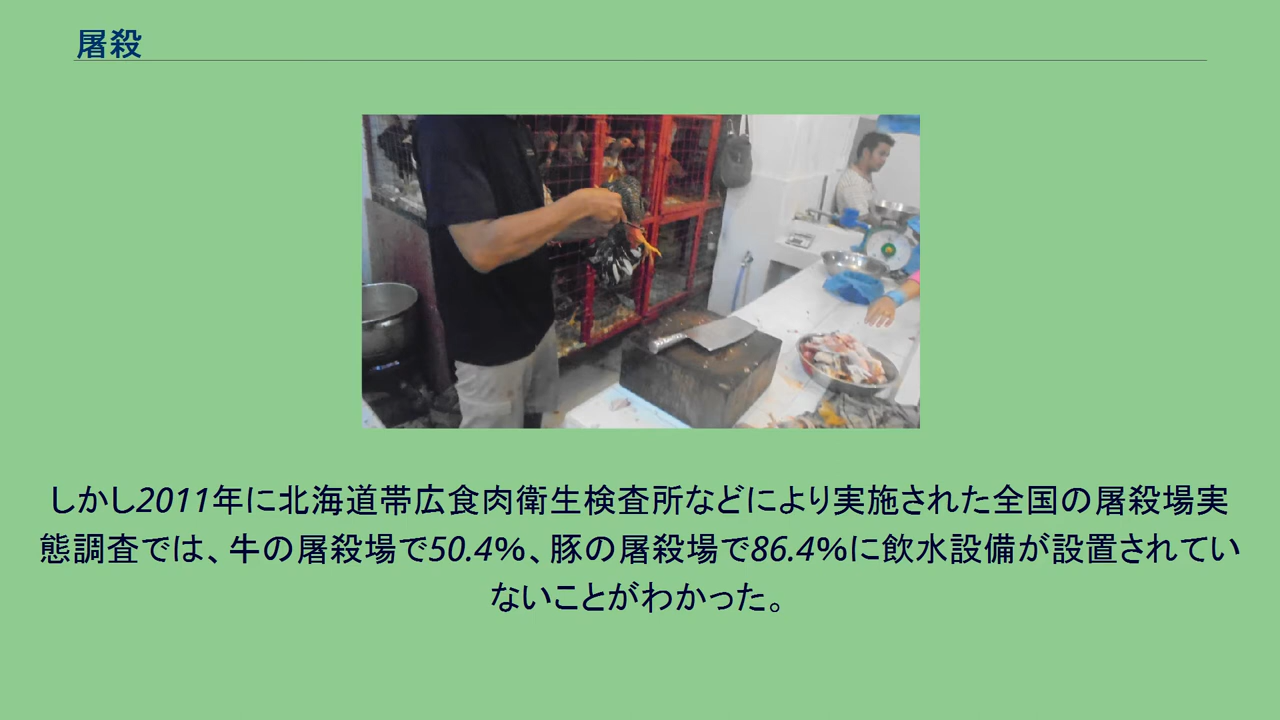 屠殺
しかし2011年に北海道帯広食肉衛生検査所などにより実施された全国の屠殺場実
態調査では、牛の屠殺場で50.4%、豚の屠殺場で86.4%に飲水設備が設置されてい
ないことがわかった。